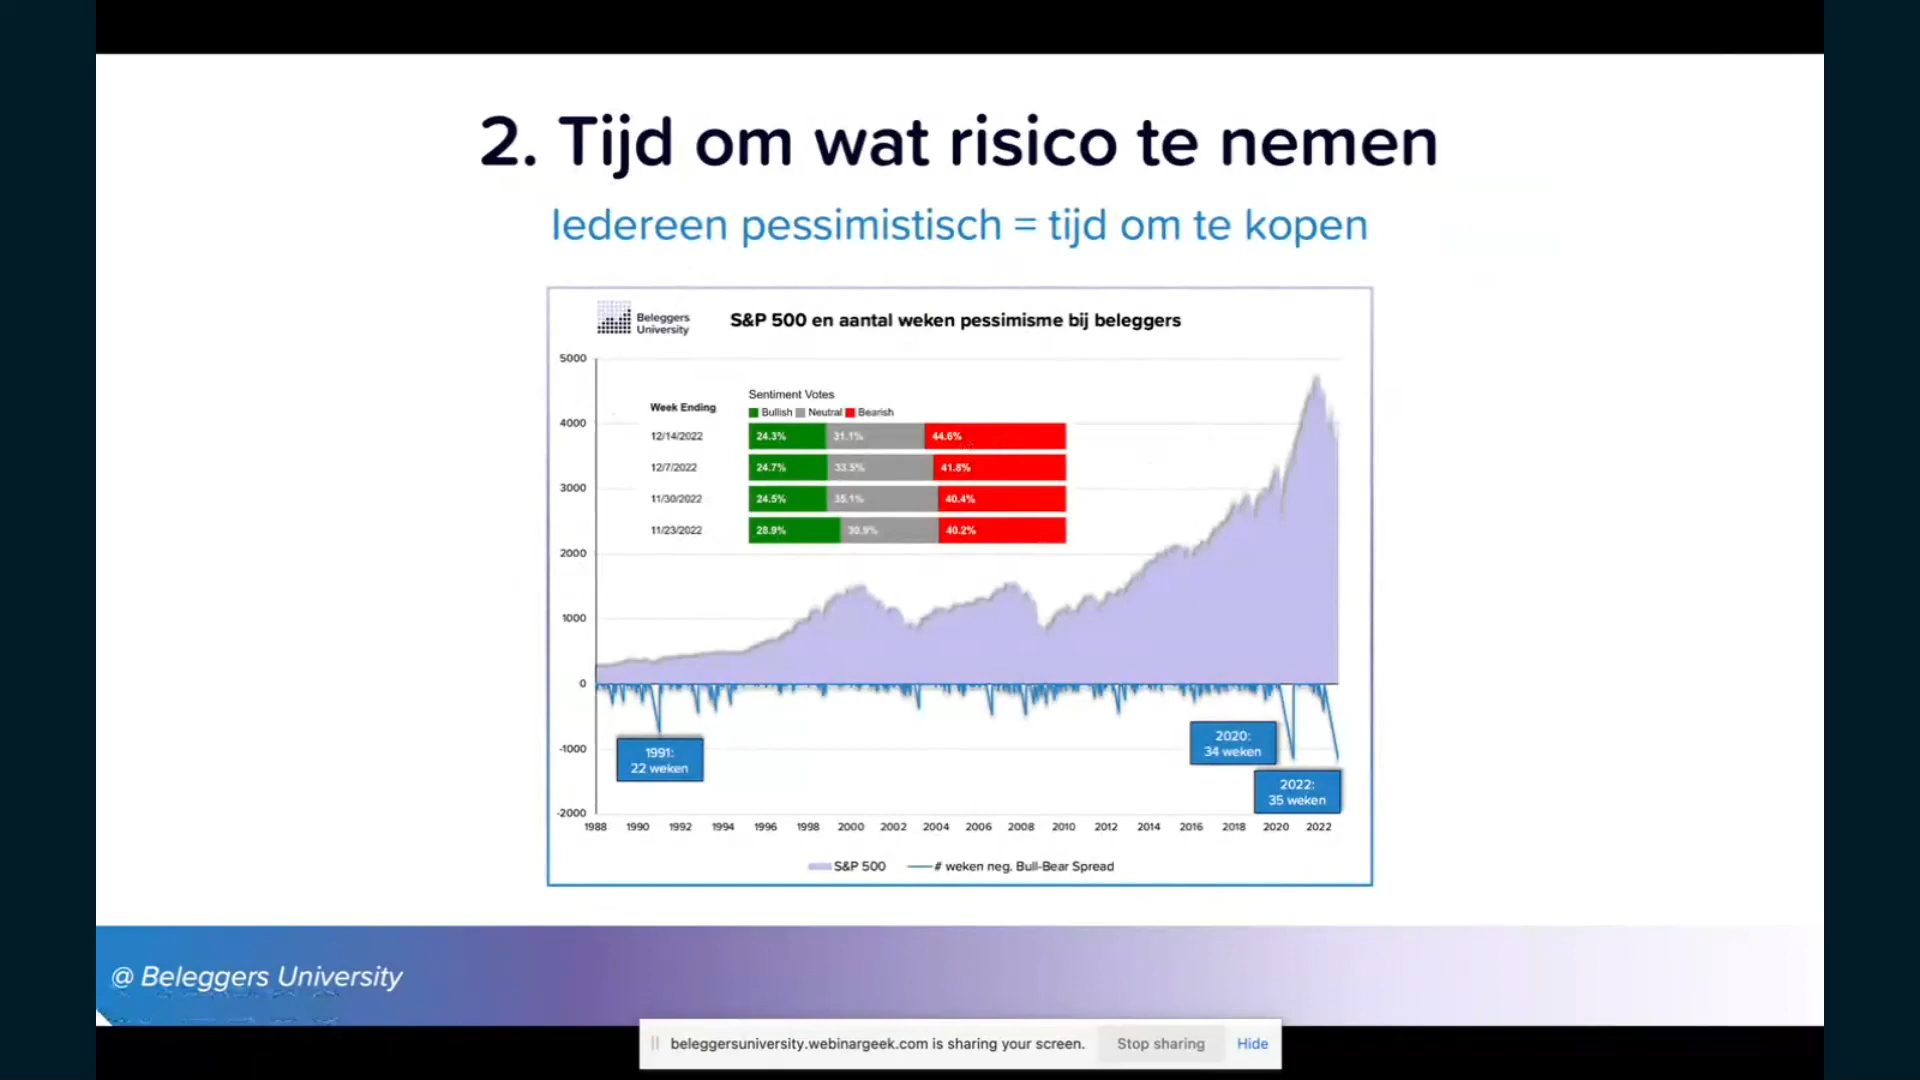 2. Tijd om wat risico te nemen
Iedereen pessimistisch = tijd om te kopen
Beleggers
University
S&P 500 en aantal weken pessimisme bij beleggers
5000
4000
3000
2000
1000
0
-1000
-2000
Week Ending
Sentiment Votes
Bullish Neutral Bearish
12/14/2022 24.3% 31.1% 44.6%
12/7/2022 24.7% 33.5% 41.8%
11/30/2022 24.5% 35.1% 40.4%
11/23/2022 28.9% 30.9% 40.2%
1991:
22 weken
2020:
34 weken
2022:
35 weken
1988 1990 1992 1994 1996 1998 2000 2002 2004 2006 2008 2010 2012 2014 2016 2018 2020 2022
S&P 500 # weken neg. Bull-Bear Spread
@ Beleggers University
beleggersuniversity.webinargeek.com is sharing your screen. Stop sharing Hide